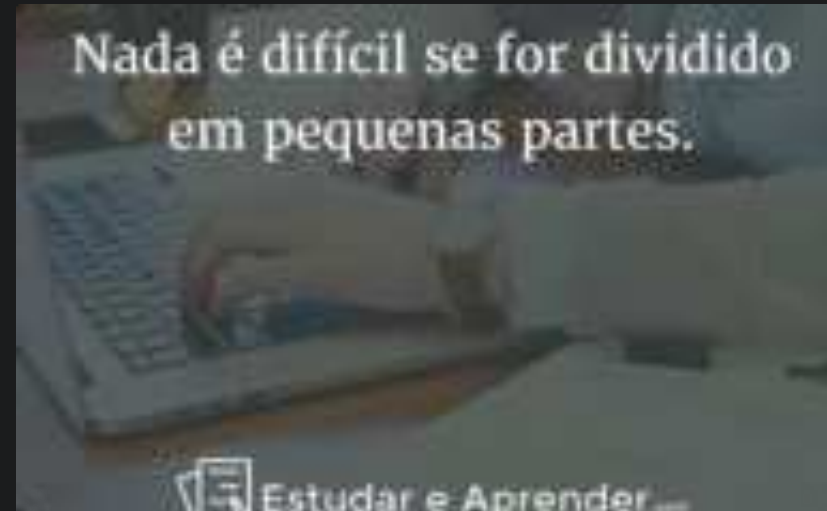 Nada é difícil se for dividido
em pequenas partes.
Estudar e Aprender